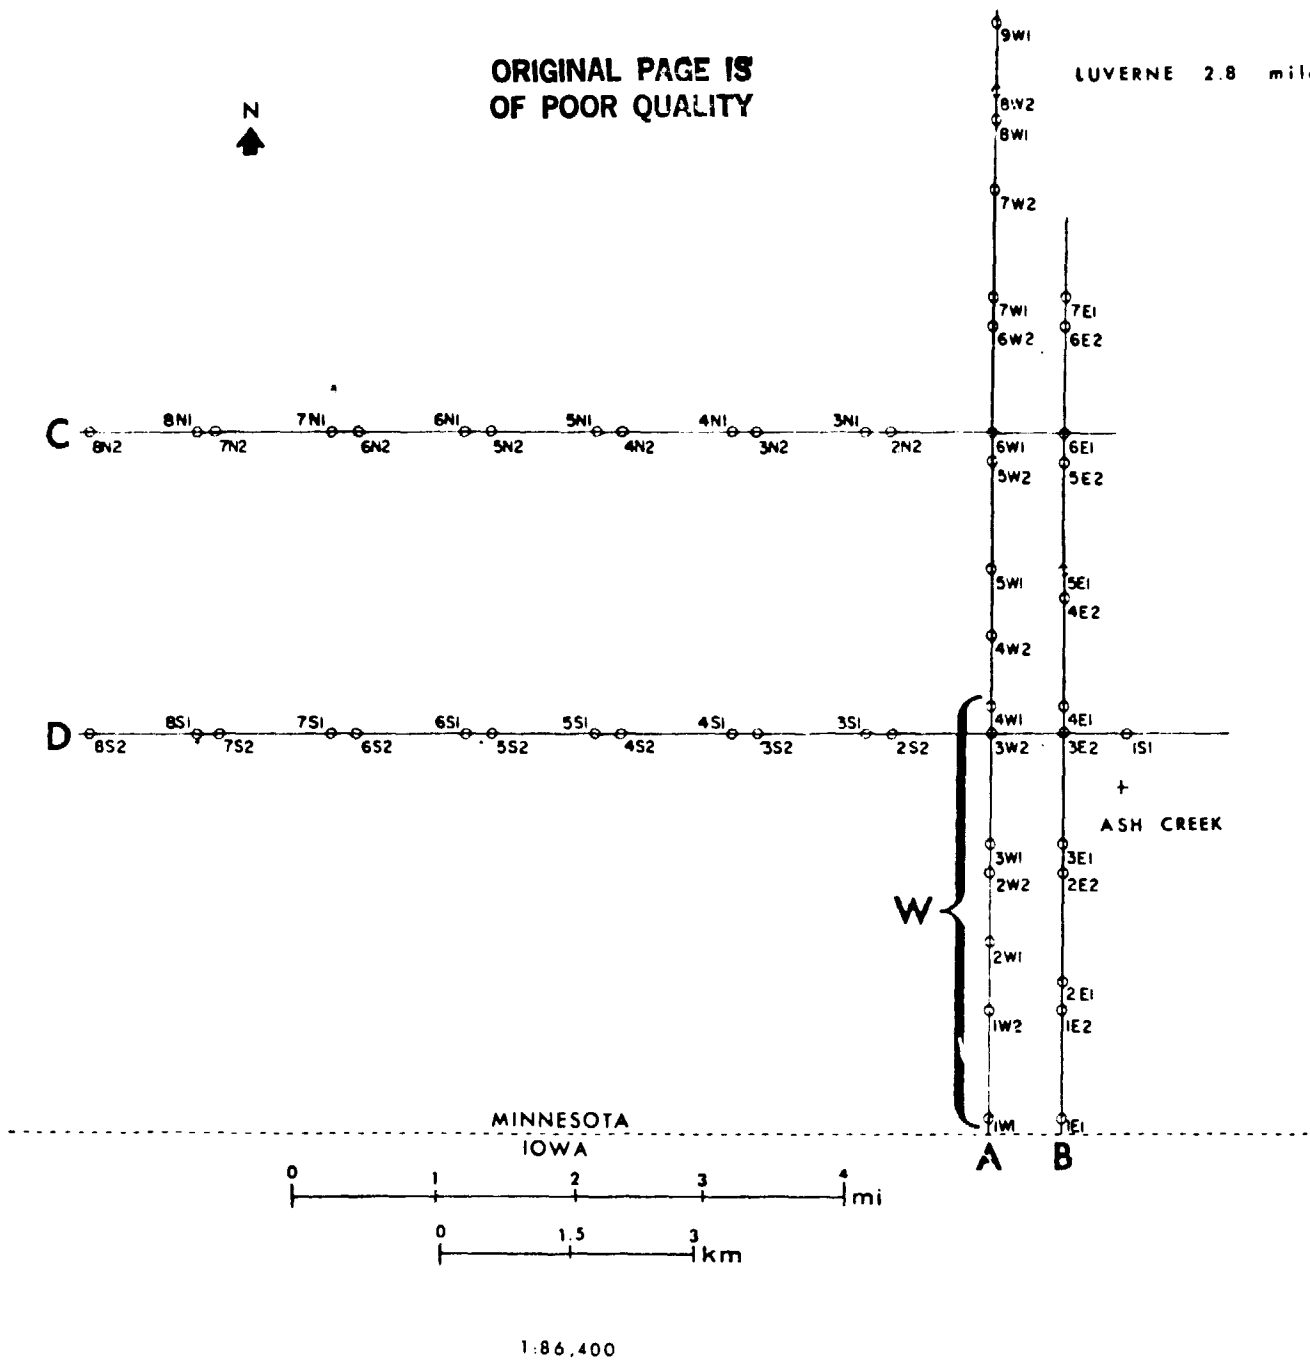 9W1
ORIGINAL PAGE IS
OF POOR QUALITY
LUVERNE 2.8
N
8W2
8W1
7W2
7W1 7E1
6W2 6E2
C
8N1 7N1 6N1 5N1 4N1 3N1
8N2 7N2 6N2 5N2 4N2 3N2 2N2 6W1 6E1
5W2 5E2
5W1 5E1
4E2
4W2
4W1 4E1
D
8S1 7S1 6S1 5S1 4S1 3S1
8S2 7S2 6S2 5S2 4S2 3S2 2S2 3W2 3E2 1S1
+
ASH CREEK
3W1 3E1
2W2 2E2
W
2W1
2E1
1W2 1E2
1W1 1E1
MINNESOTA
IOWA
A B
0 1 2 3 4 mi
0 1.5 3 km
1:86,400